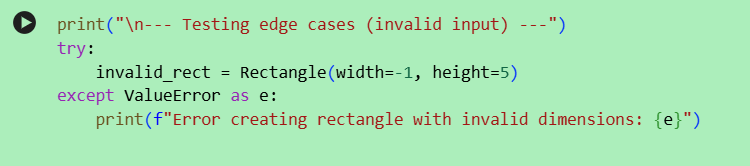 print("\n--- Testing edge cases (invalid input) ---")
try:
    invalid_rect = Rectangle(width=-1, height=5)
except ValueError as e:
    print(f"Error creating rectangle with invalid dimensions: {e}")